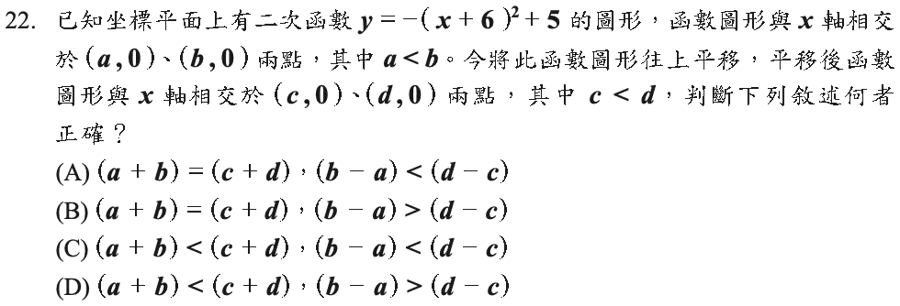 22. 已知坐標平面上有二次函數 y = −( x + 6 )² + 5 的圖形，函數圖形與 x 軸相交
於 ( a , 0 )、( b , 0 ) 兩點，其中 a < b。今將此函數圖形往上平移，平移後函數
圖形與 x 軸相交於 ( c , 0 )、( d , 0 ) 兩點，其中 c < d，判斷下列敘述何者
正確？
(A) (a + b) = (c + d)，(b − a) < (d − c)
(B) (a + b) = (c + d)，(b − a) > (d − c)
(C) (a + b) < (c + d)，(b − a) < (d − c)
(D) (a + b) < (c + d)，(b − a) > (d − c)